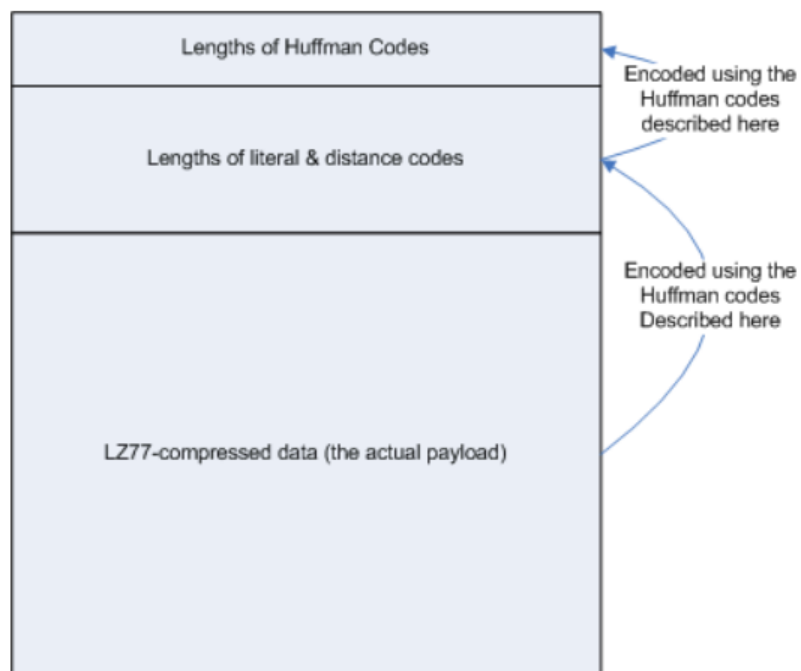 Lengths of Huffman Codes
Encoded using the
Huffman codes
described here
Lengths of literal & distance codes
Encoded using the
Huffman codes
Described here
LZ77-compressed data (the actual payload)